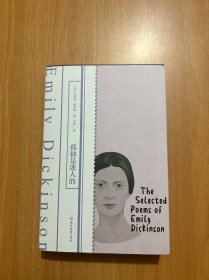 Emily Dickinson
孤独是迷人的
The
Selected
Poems of
Emily
Dickinson